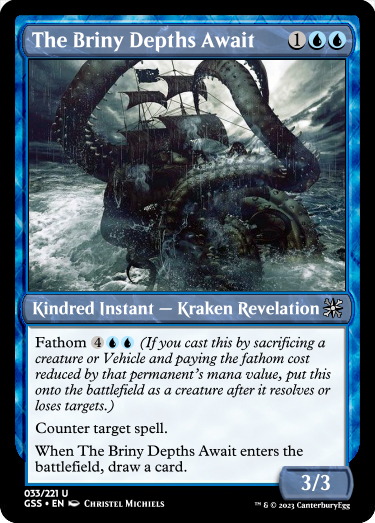 The Briny Depths Await 1
Kindred Instant — Kraken Revelation
Fathom 4 (If you cast this by sacrificing a
creature or Vehicle and paying the fathom cost
reduced by that permanent's mana value, put this
onto the battlefield as a creature after it resolves or
loses targets.)
Counter target spell.
When The Briny Depths Await enters the
battlefield, draw a card.
3/3
033/221 U
GSS • EN Christel Michiels
™ & © 2023 CanterburyEgg